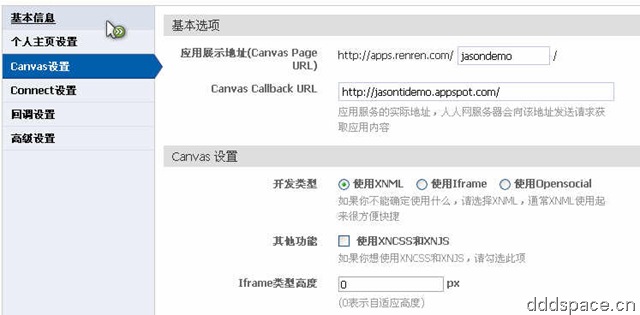 基本信息
个人主页设置
Canvas设置
Connect设置
回调设置
高级设置
基本选项
应用展示地址(Canvas Page URL) http://apps.renren.com/ jasondemo /
Canvas Callback URL http://jasontidemo.appspot.com/
应用服务的实际地址，人人网服务器会向该地址发送请求获
取应用内容
Canvas 设置
开发类型 使用XNML 使用Iframe 使用Opensocial
如果你不能确定使用什么，请选择XNML，通常XNML使用起
来很方便快捷
其他功能 使用XNCSS和XNJS
如果你想使用XNCSS和XNJS，请勾选此项
Iframe类型高度 0 px
(0表示自适应高度)
dddspace.cn